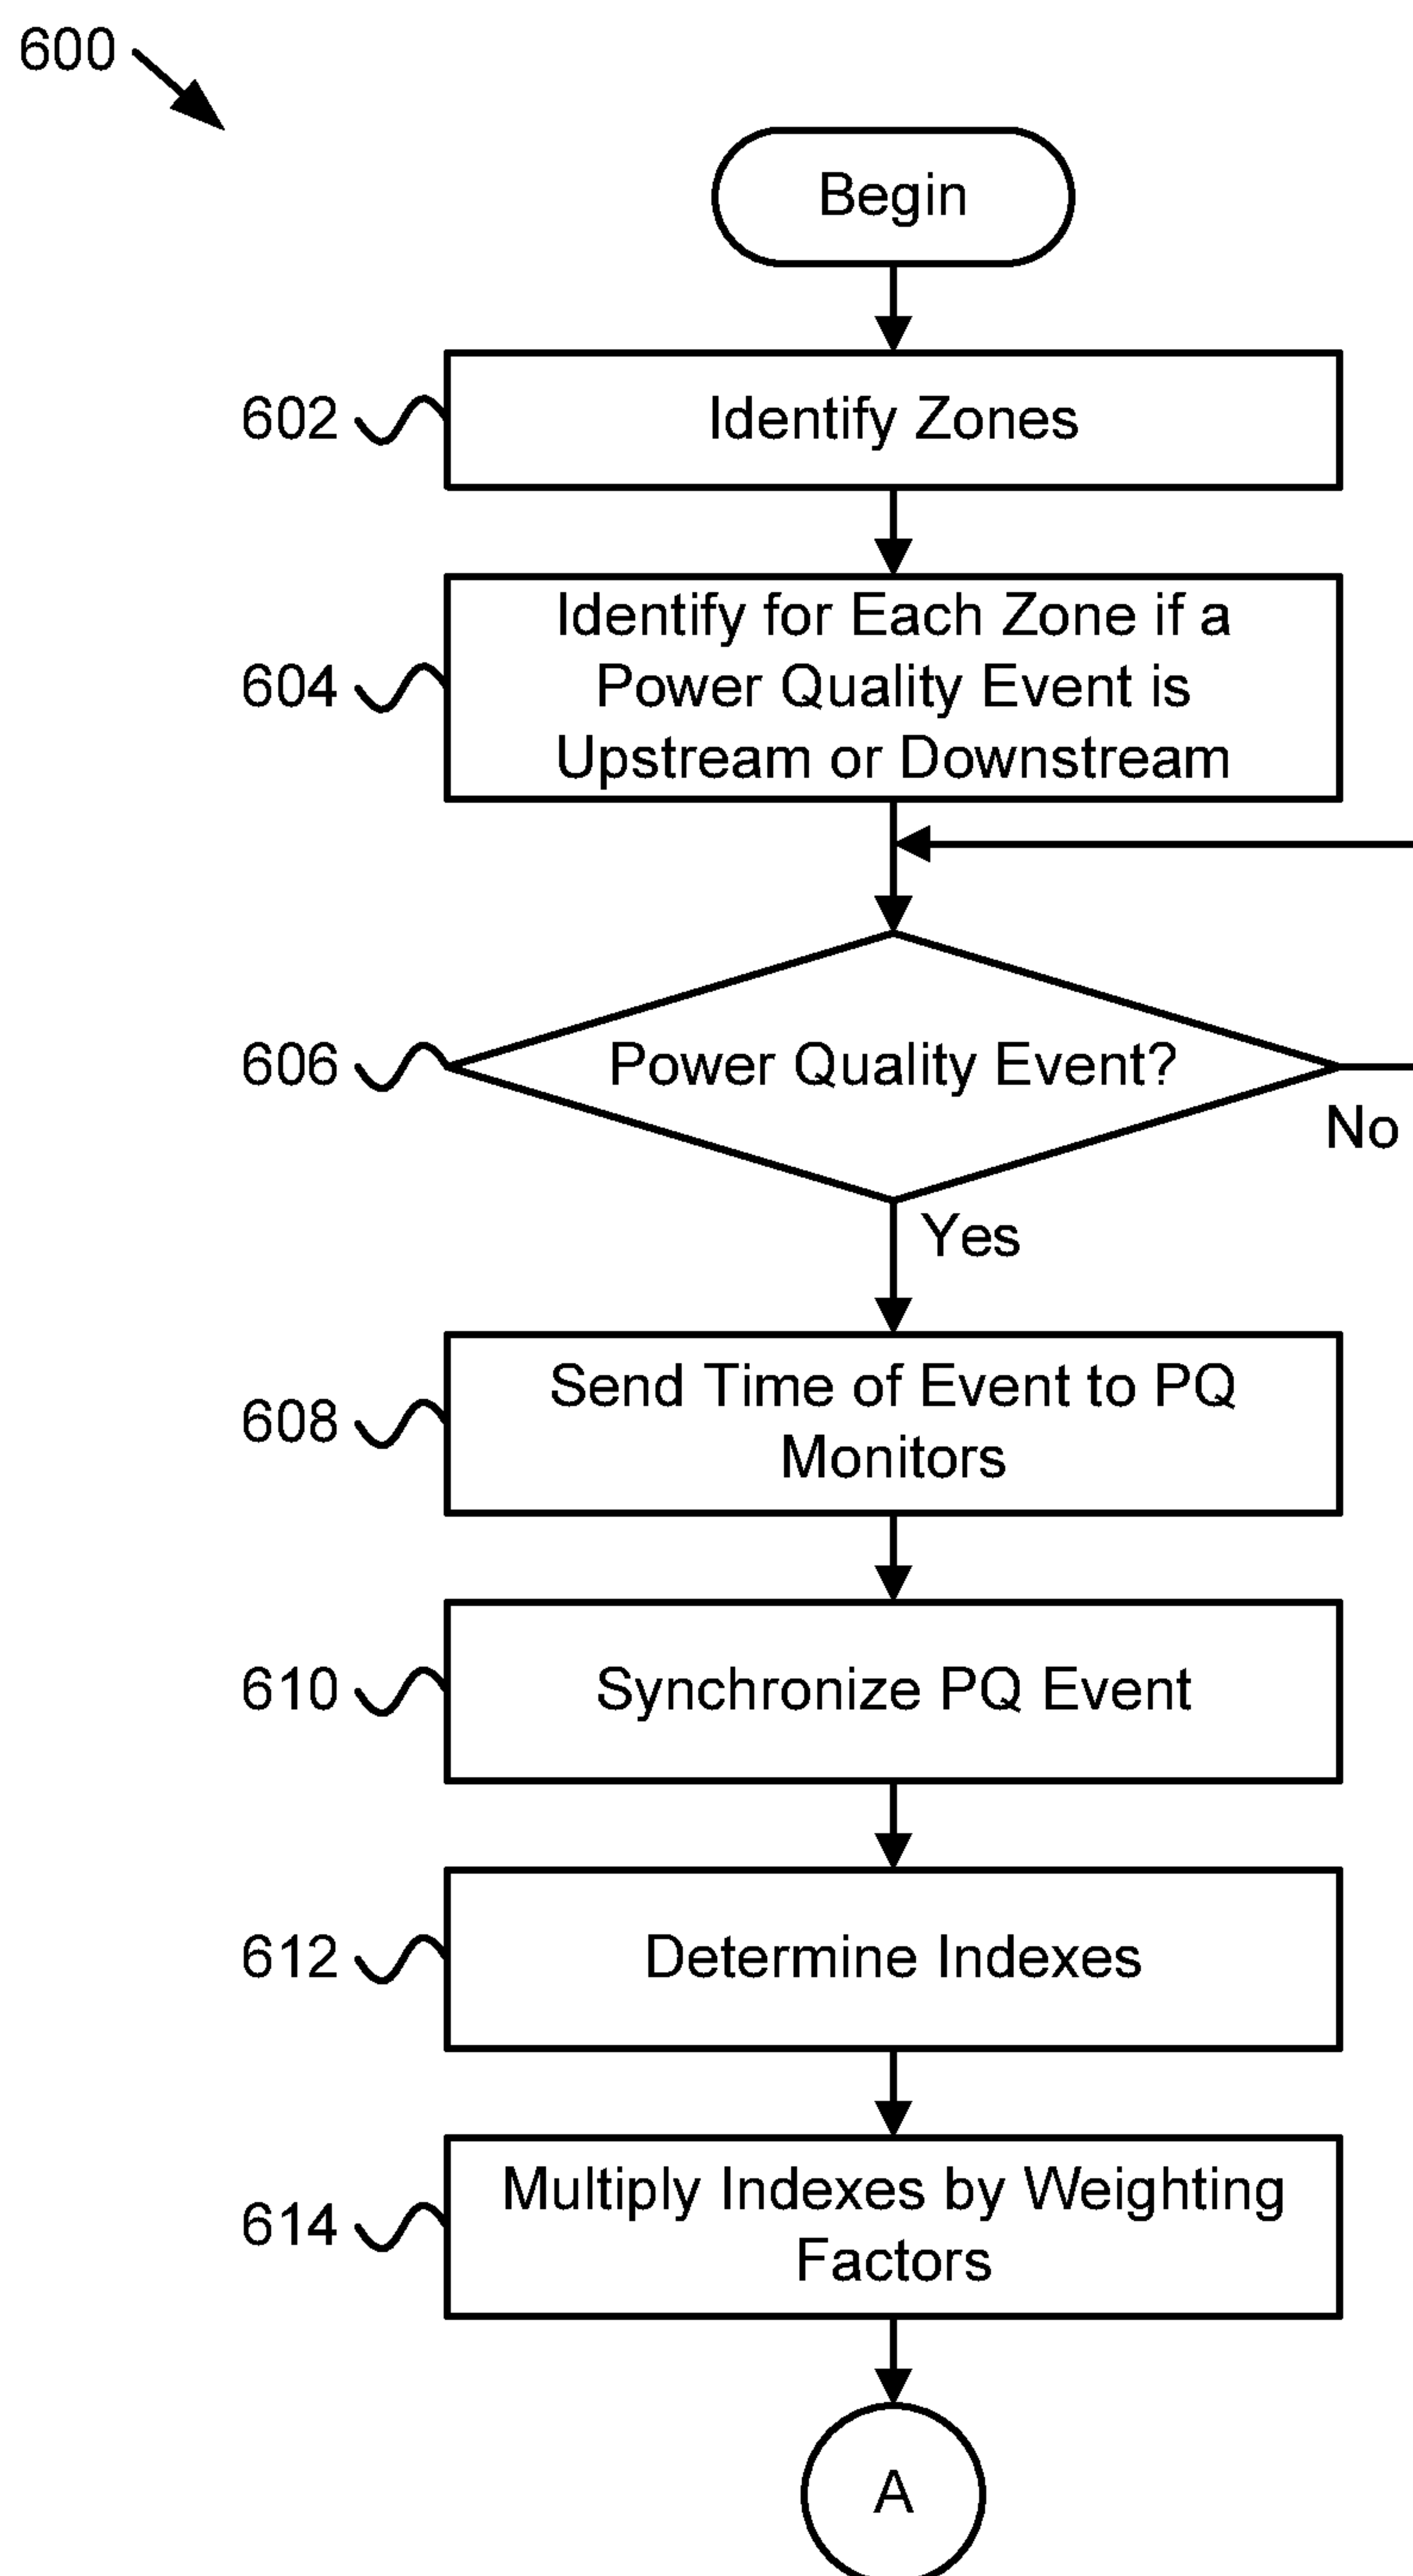 600
Begin
602
Identify Zones
604
Identify for Each Zone if a
Power Quality Event is
Upstream or Downstream
606
Power Quality Event?
No
Yes
608
Send Time of Event to PQ
Monitors
610
Synchronize PQ Event
612
Determine Indexes
614
Multiply Indexes by Weighting
Factors
A